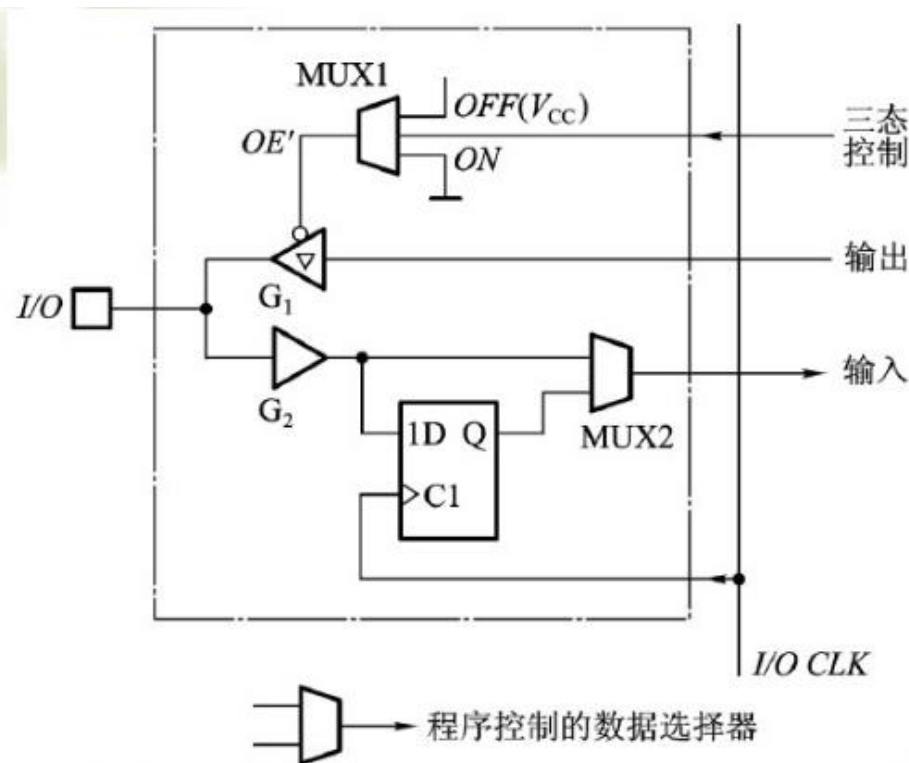 MUX1
OFF(V_CC)
三态
控制
OE'
ON
输出
I/O
G1
输入
G2
1D Q
MUX2
C1
I/O CLK
程序控制的数据选择器